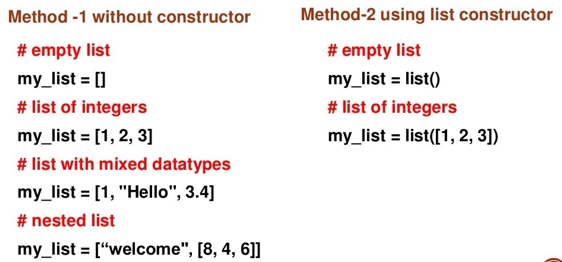 Method -1 without constructor
# empty list
my_list = []
# list of integers
my_list = [1, 2, 3]
# list with mixed datatypes
my_list = [1, "Hello", 3.4]
# nested list
my_list = [“welcome", [8, 4, 6]]
Method-2 using list constructor
# empty list
my_list = list()
# list of integers
my_list = list([1, 2, 3])